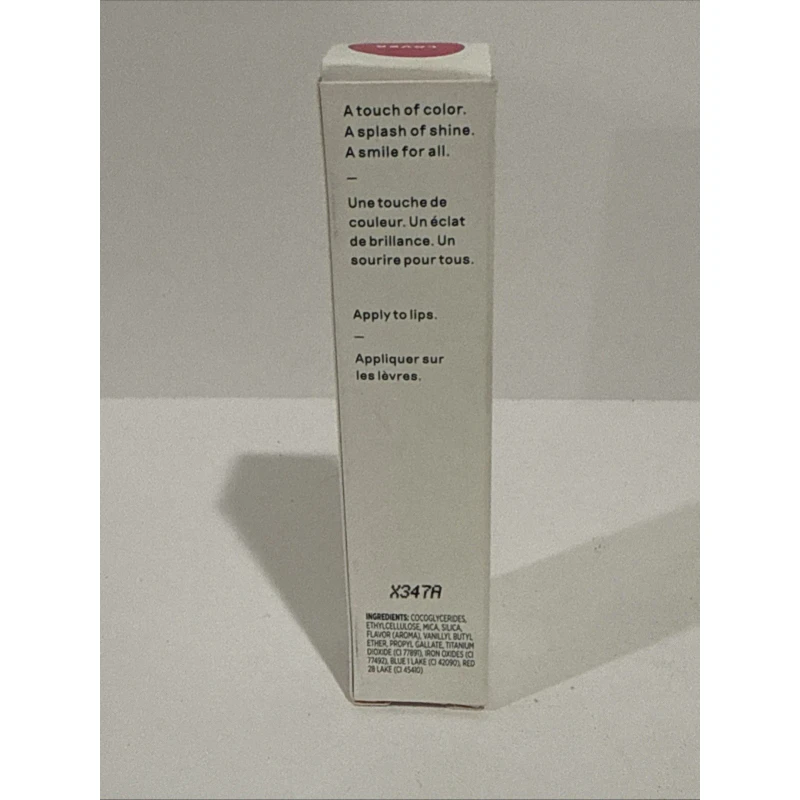 A touch of color.
A splash of shine.
A smile for all.
—
Une touche de
couleur. Un éclat
de brillance. Un
sourire pour tous.
Apply to lips.
—
Appliquer sur
les lèvres.
X347A
INGREDIENTS: COCOGLYCERIDES,
ETHYLCELLULOSE, MICA, SILICA,
FLAVOR (AROMA), VANILLYL BUTYL
ETHER, PROPYL GALLATE, TITANIUM
DIOXIDE (CI 77891), IRON OXIDES (CI
77492), BLUE 1 LAKE (CI 42090), RED
28 LAKE (CI 45410)